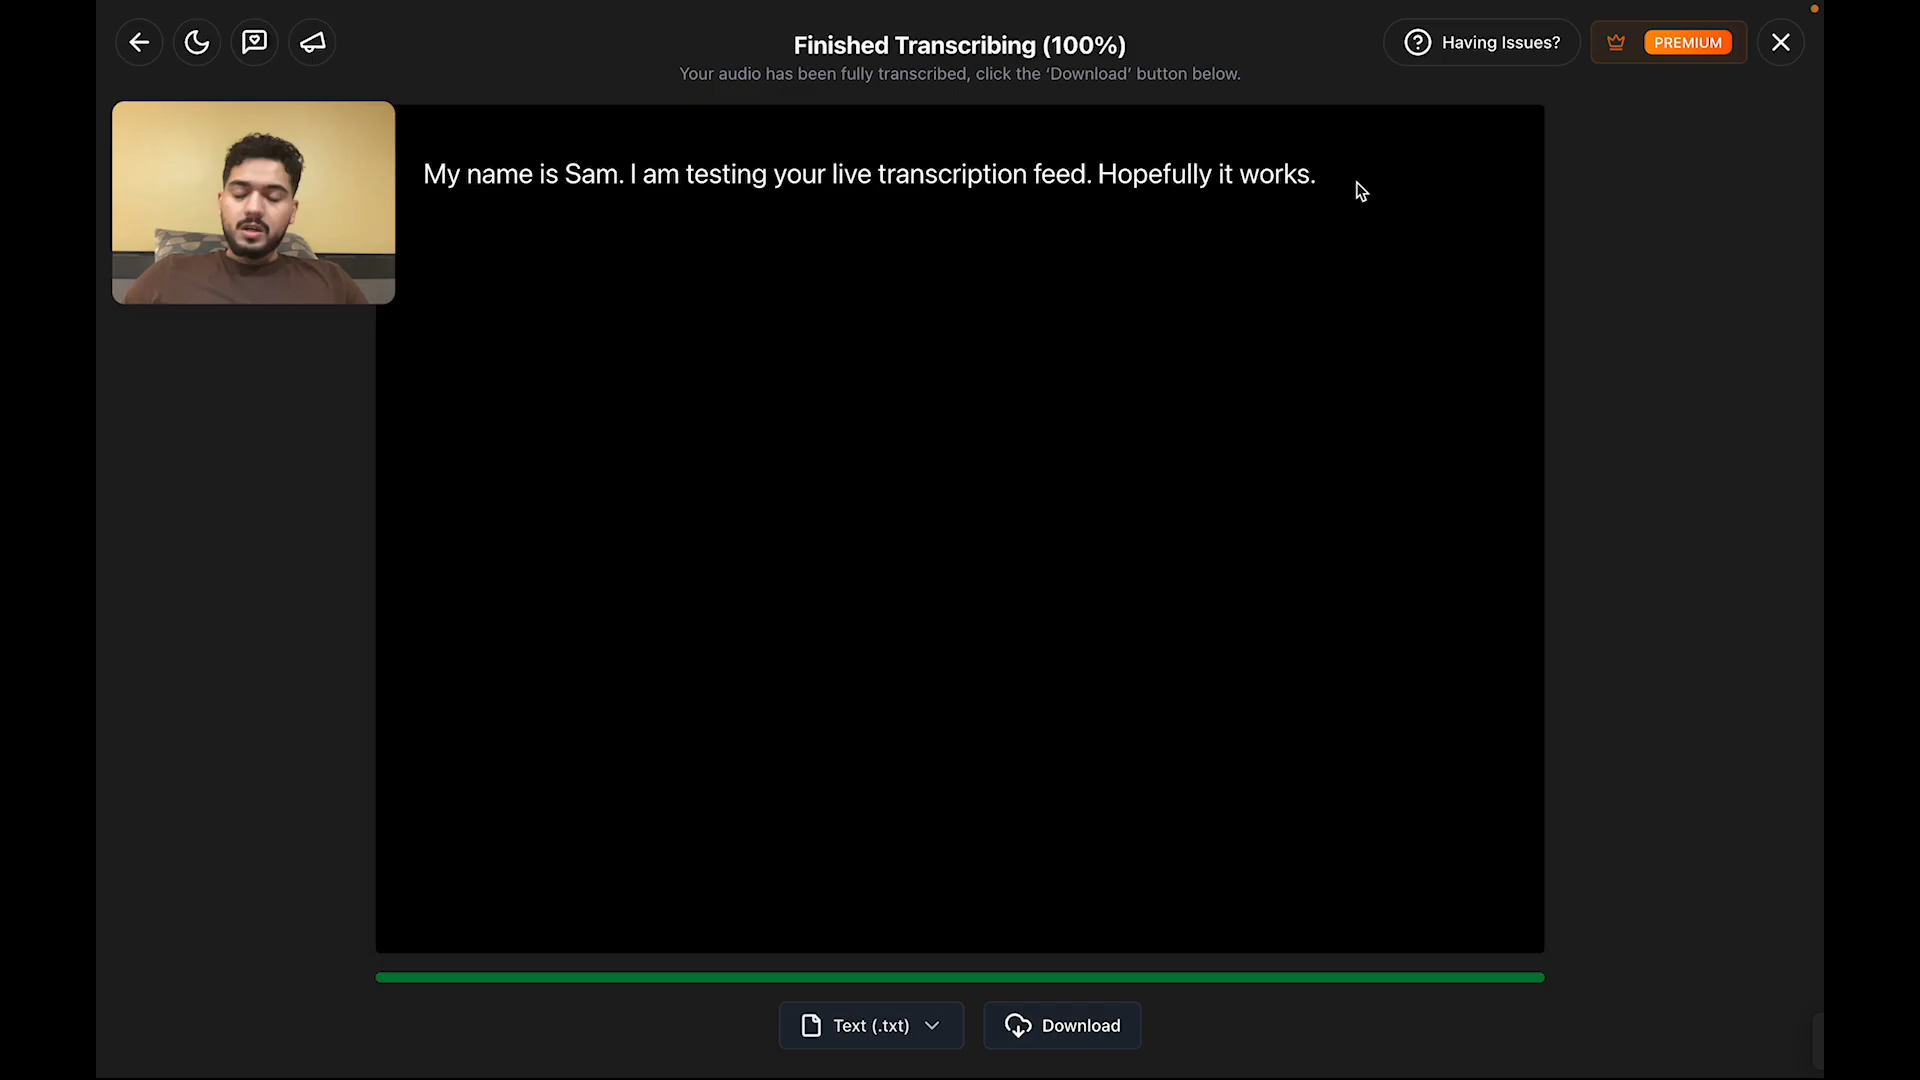 Finished Transcribing (100%)
Your audio has been fully transcribed, click the ‘Download’ button below.
Having Issues?
PREMIUM
My name is Sam. I am testing your live transcription feed. Hopefully it works.
Text (.txt)
Download